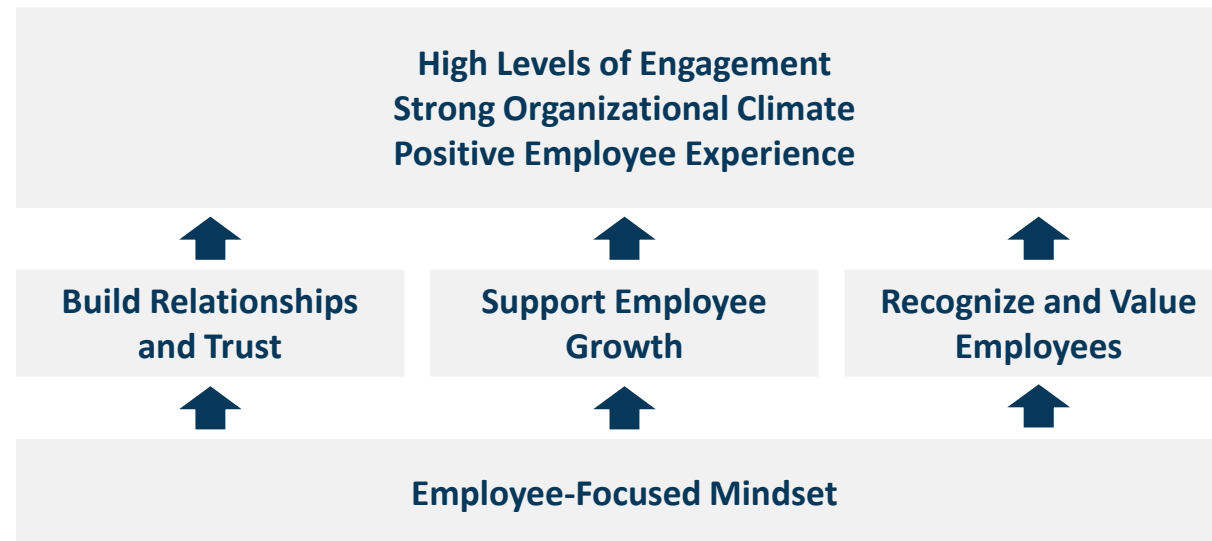 High Levels of Engagement
Strong Organizational Climate
Positive Employee Experience
Build Relationships
and Trust
Support Employee
Growth
Recognize and Value
Employees
Employee-Focused Mindset